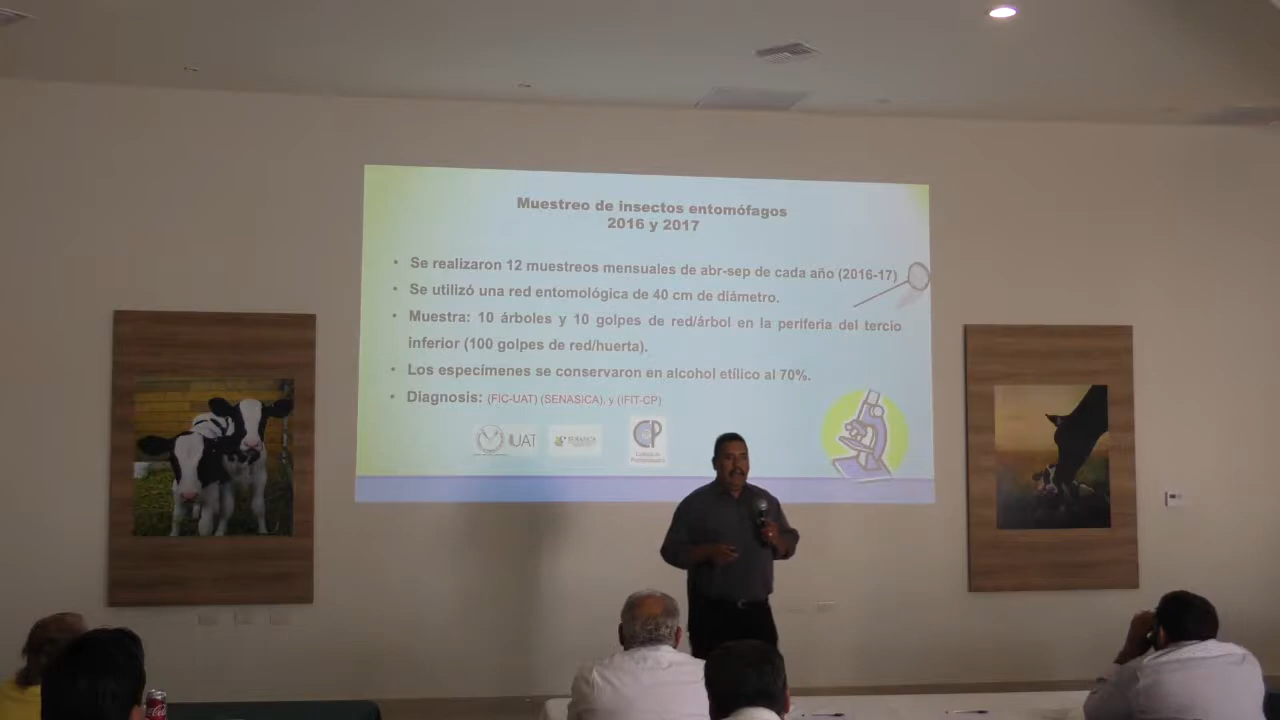 Muestreo de insectos entomófagos
2016 y 2017
• Se realizaron 12 muestreos mensuales de abr-sep de cada año (2016-17)
• Se utilizó una red entomológica de 40 cm de diámetro.
• Muestra: 10 árboles y 10 golpes de red/árbol en la periferia del tercio
inferior (100 golpes de red/huerta).
• Los especímenes se conservaron en alcohol etílico al 70%.
• Diagnosis: (FIC-UAT) (SENASICA), y (IFIT-CP)
UAT
SENASICA
CP